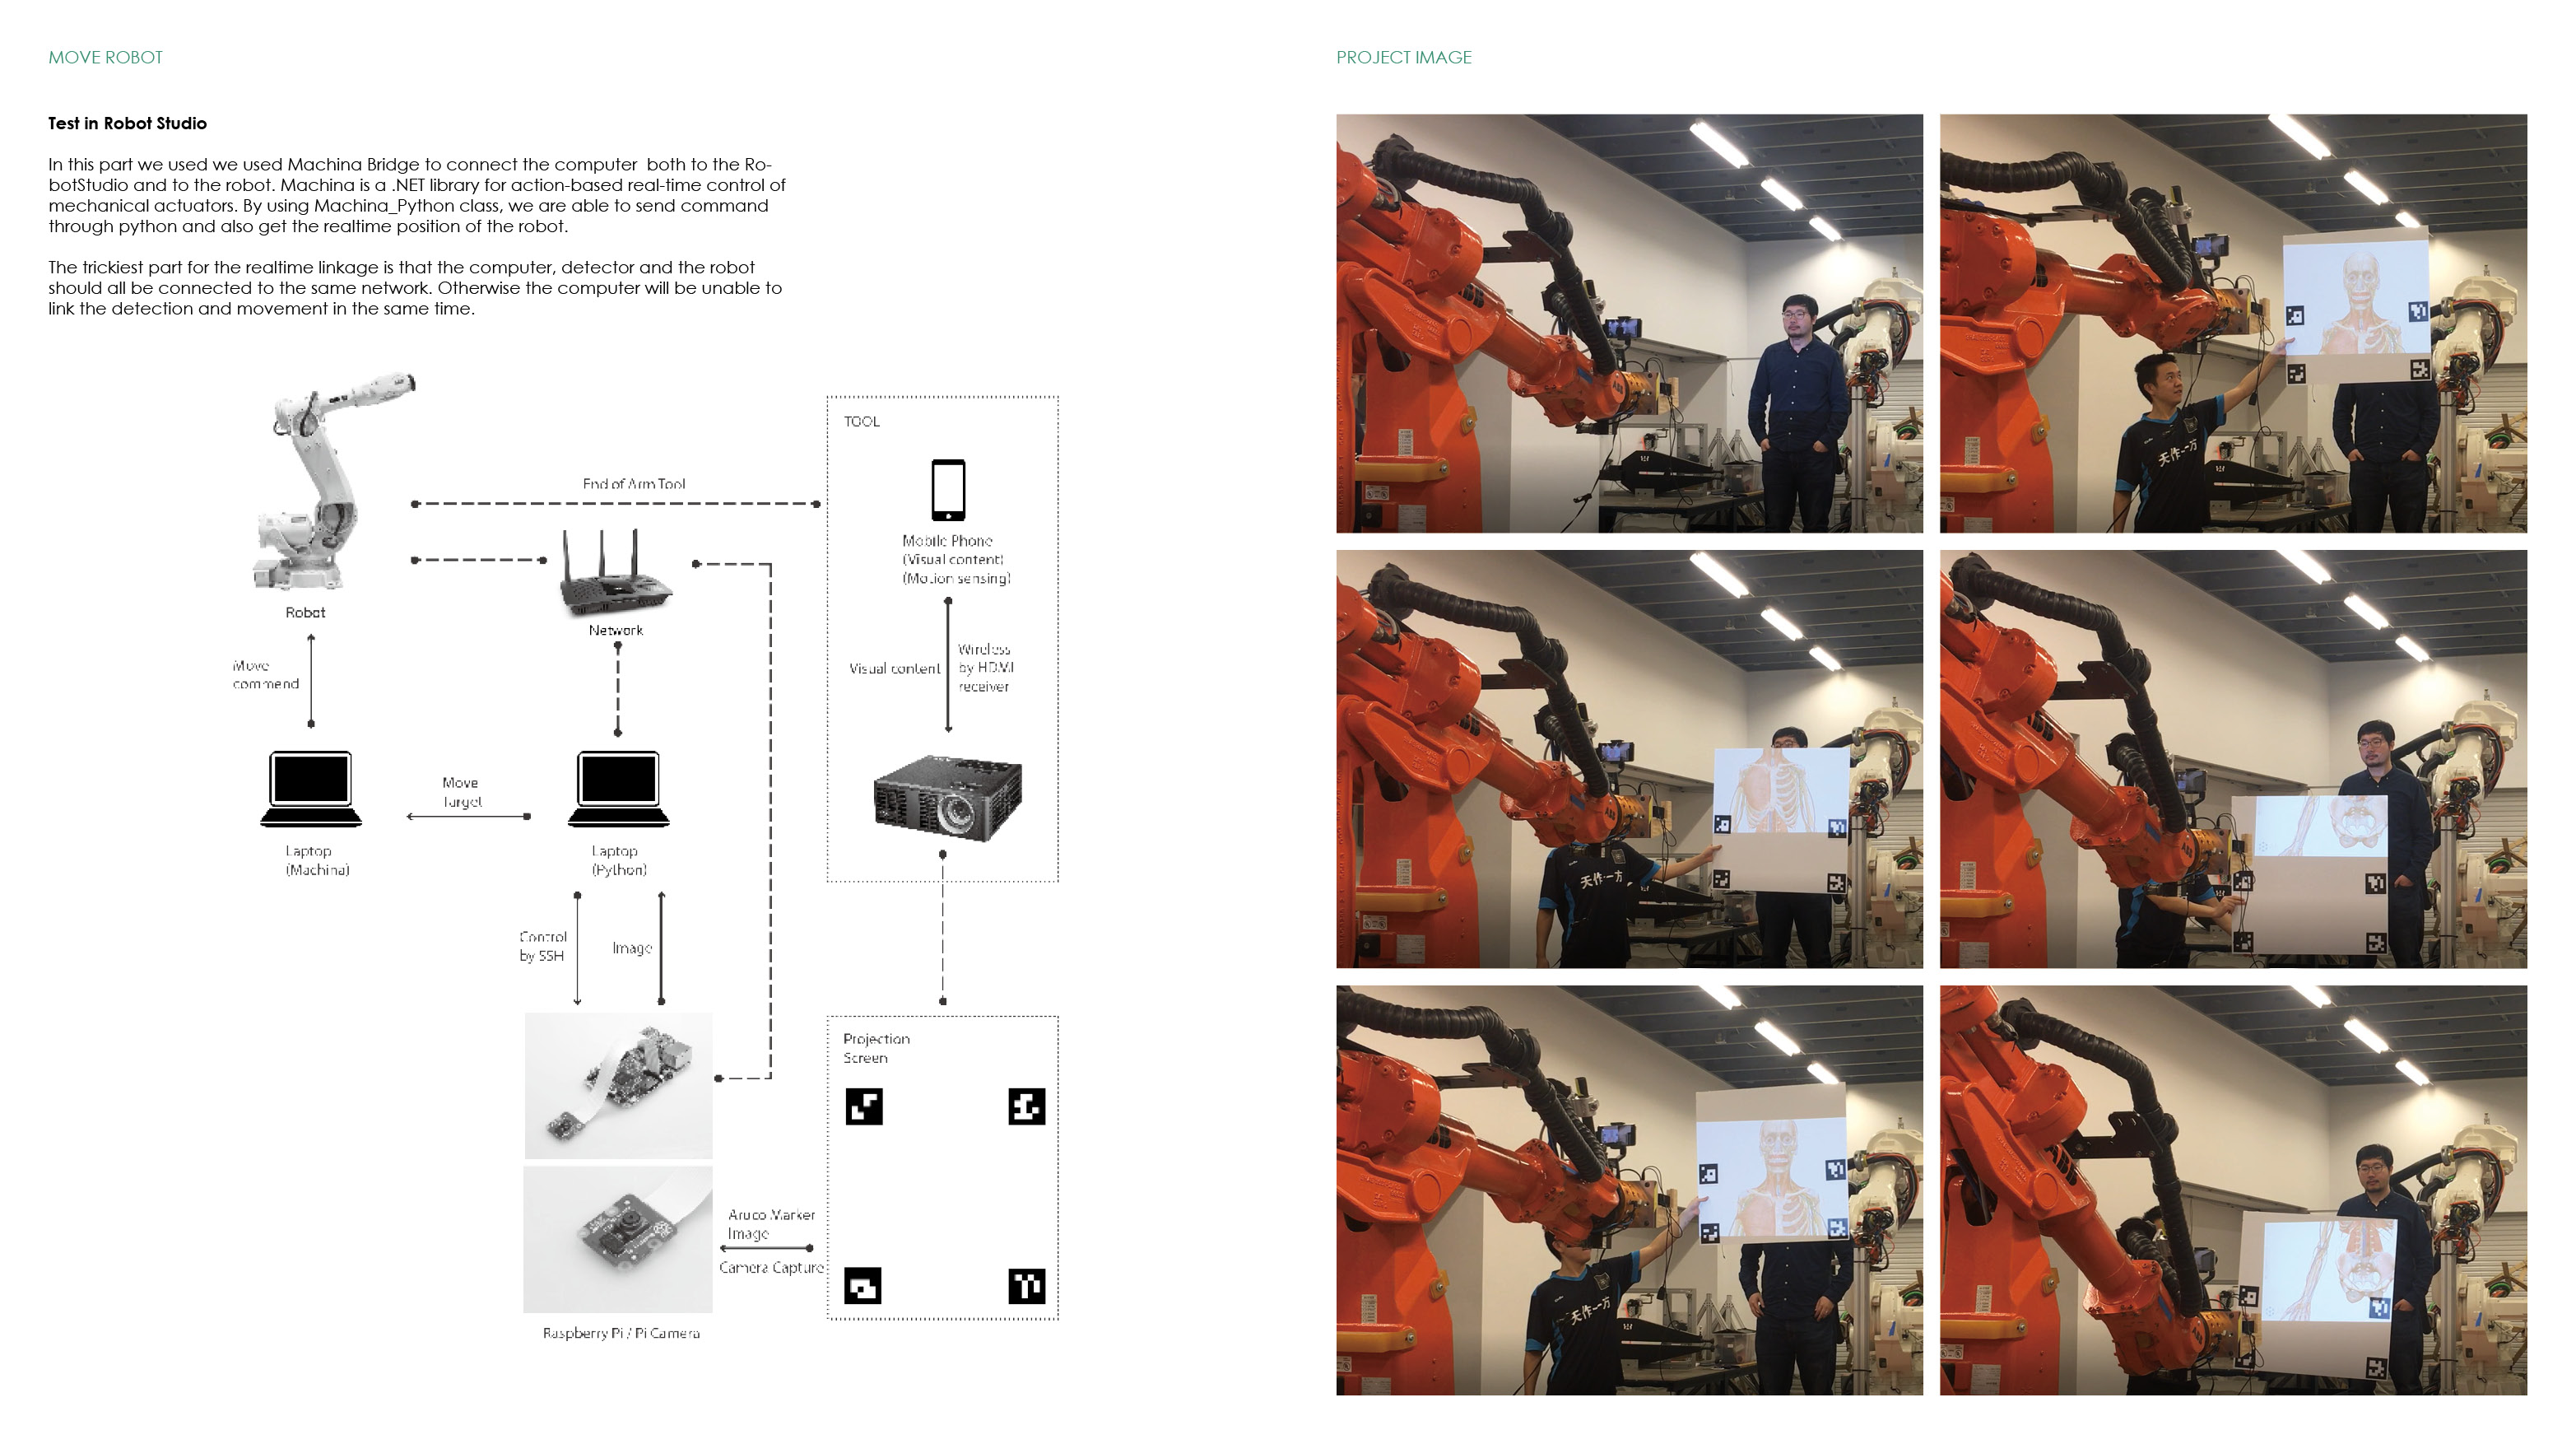 MOVE ROBOT
Test in Robot Studio
In this part we used we used Machina Bridge to connect the computer  both to the Ro-
botStudio and to the robot. Machina is a .NET library for action-based real-time control of
mechanical actuators. By using Machina_Python class, we are able to send command
through python and also get the realtime position of the robot.
The trickiest part for the realtime linkage is that the computer, detector and the robot
should all be connected to the same network. Otherwise the computer will be unable to
link the detection and movement in the same time.
TOOL
End of Arm Tool
Mobile Phone
(Visual content)
(Motion sensing)
Robot
Network
Move
commend
Visual content
Wireless
by HDMI
receiver
Move
Target
Laptop
(Machina)
Laptop
(Python)
Control
by SSH
Image
Projection
Screen
Aruco Marker
Image
Camera Capture
Raspberry Pi / Pi Camera
PROJECT IMAGE
ABB
天作一方
ABB
天作一方
ABB
天作一方
ABB